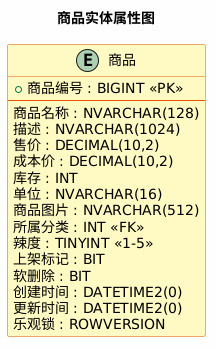 商品实体属性图
E 商品
商品编号 : BIGINT «PK»
商品名称 : NVARCHAR(128)
描述 : NVARCHAR(1024)
售价 : DECIMAL(10,2)
成本价 : DECIMAL(10,2)
库存 : INT
单位 : NVARCHAR(16)
商品图片 : NVARCHAR(512)
所属分类 : INT «FK»
辣度 : TINYINT «1-5»
上架标记 : BIT
软删除 : BIT
创建时间 : DATETIME2(0)
更新时间 : DATETIME2(0)
乐观锁 : ROWVERSION